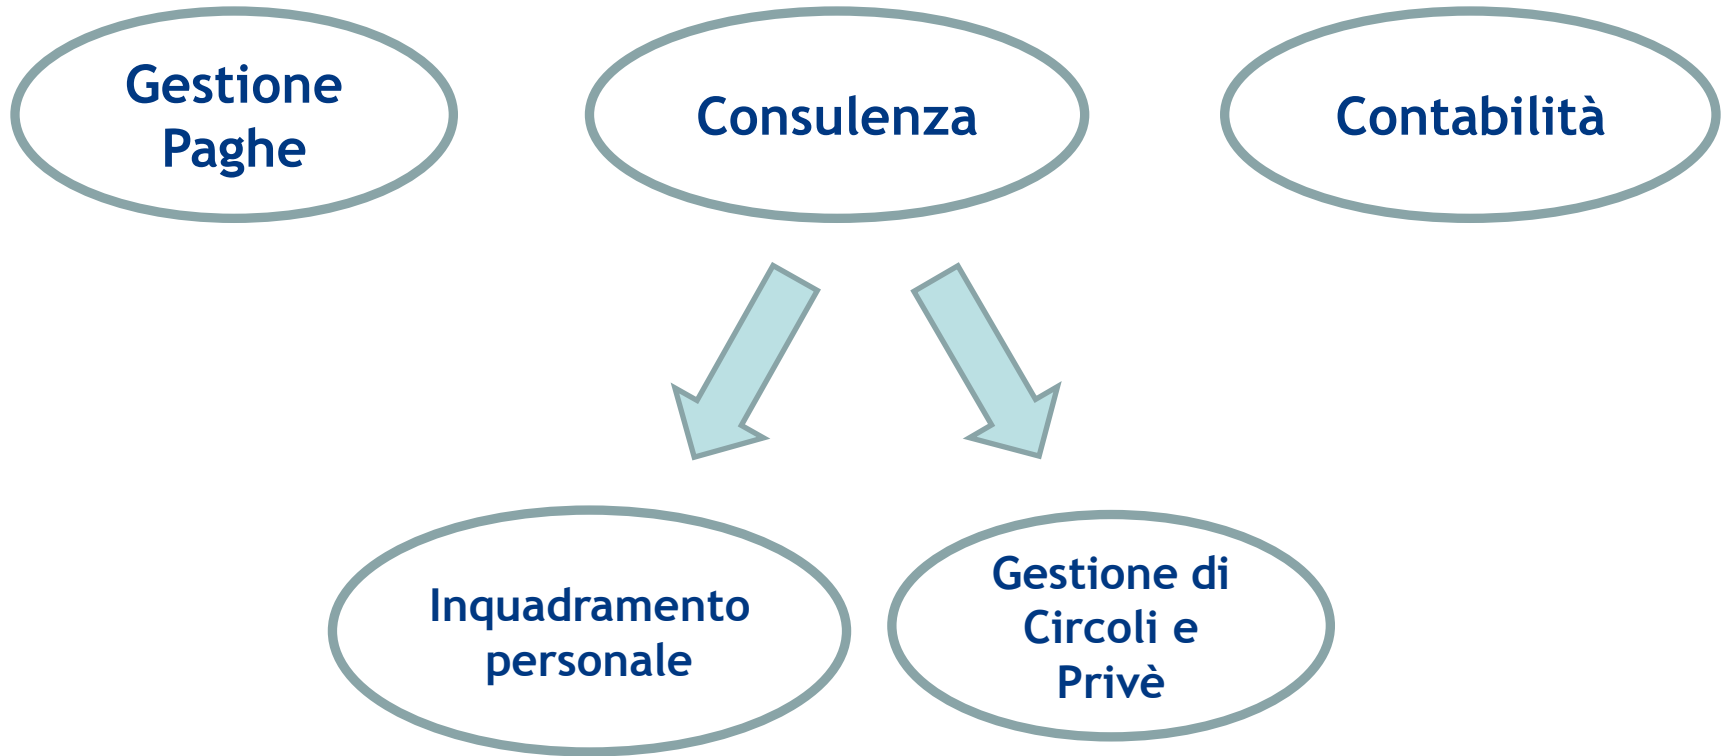 Gestione
Paghe
Consulenza
Contabilità
Inquadramento
personale
Gestione di
Circoli e
Privè